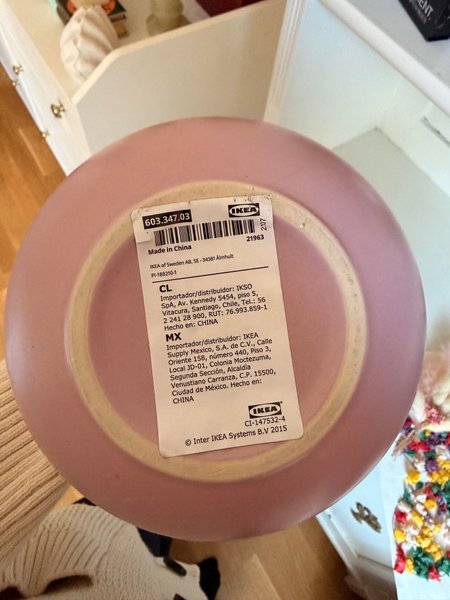 603.347.03
IKEA
Made in China
21963
2107
IKEA of Sweden AB, SE - 34381 Älmhult
PI-188210-1
CL
Importador/distribuidor: IKSO
SpA, Av. Kennedy 5454, piso 5,
Vitacura, Santiago, Chile, Tel.: 56
2 241 28 900, RUT: 76.993.859-1
Hecho en: CHINA
MX
Importador/distribuidor: IKEA
Supply Mexico, S.A. de C.V., Calle
Oriente 158, número 440, Piso 3,
Local JD-01, Colonia Moctezuma,
Segunda Sección, Alcaldía
Venustiano Carranza, C.P. 15500,
Ciudad de México. Hecho en:
CHINA
IKEA
CI-147532-4
© Inter IKEA Systems B.V 2015